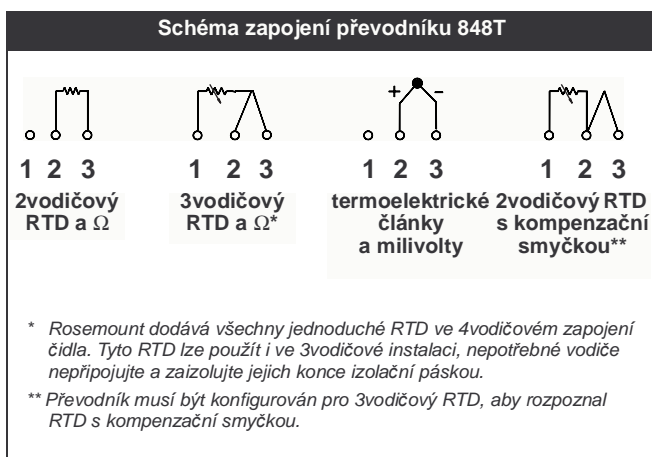 Schéma zapojení převodníku 848T
+ -
1 2 3
1 2 3
1 2 3
1 2 3
2vodičový
RTD a Ω
3vodičový
RTD a Ω*
termoelektrické
články
a milivolty
2vodičový RTD
s kompenzační
smyčkou**
* Rosemount dodává všechny jednoduché RTD ve 4vodičovém zapojení
čidla. Tyto RTD lze použít i ve 3vodičové instalaci, nepotřebné vodiče
nepřipojujte a zaizolujte jejich konce izolační páskou.
** Převodník musí být konfigurován pro 3vodičový RTD, aby rozpoznal
RTD s kompenzační smyčkou.